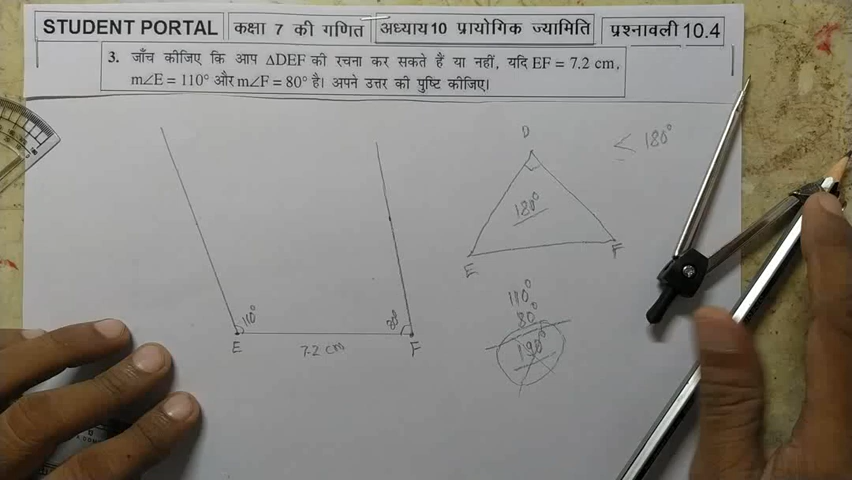 STUDENT PORTAL कक्षा 7 की गणित अध्याय 10 प्रायोगिक ज्यामिति प्रश्नावली 10.4
3. जाँच कीजिए कि आप ΔDEF की रचना कर सकते हैं या नहीं, यदि EF = 7.2 cm,
m∠E = 110° और m∠F = 80° है। अपने उत्तर की पुष्टि कीजिए।
D
< 180°
180°
E F
110°
80°
190°
110° 80°
E 7.2 cm F